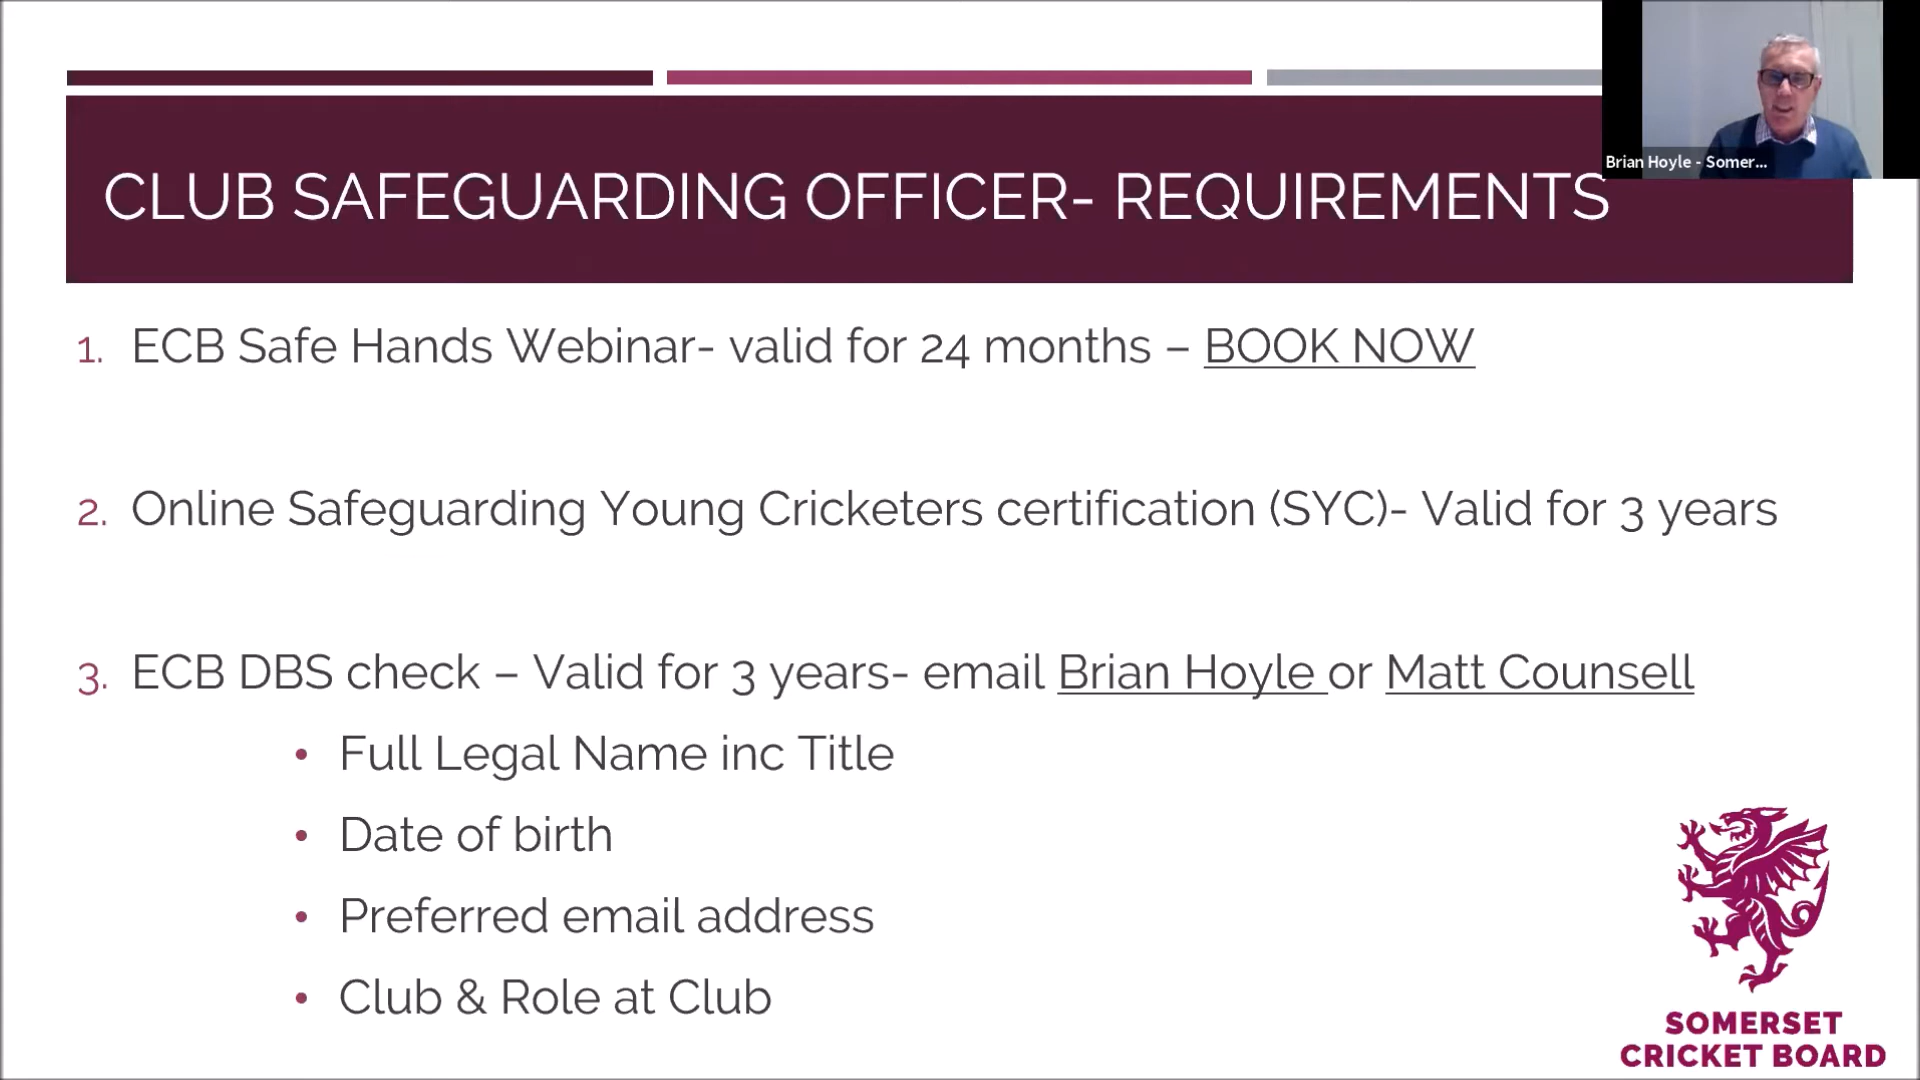 CLUB SAFEGUARDING OFFICER- REQUIREMENTS
Brian Hoyle - Somer...
1. ECB Safe Hands Webinar- valid for 24 months – BOOK NOW
2. Online Safeguarding Young Cricketers certification (SYC)- Valid for 3 years
3. ECB DBS check – Valid for 3 years- email Brian Hoyle or Matt Counsell
• Full Legal Name inc Title
• Date of birth
• Preferred email address
• Club & Role at Club
SOMERSET
CRICKET BOARD